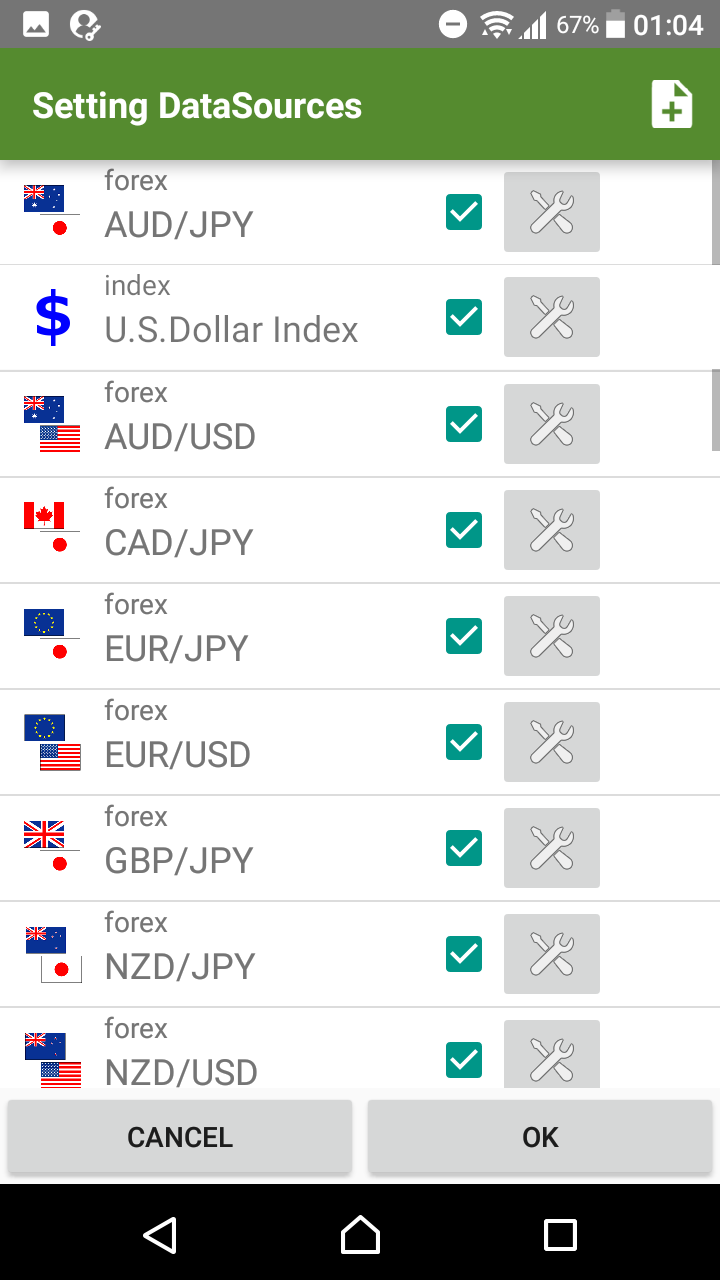 67% 01:04
Setting DataSources
forex
AUD/JPY
index
$
U.S.Dollar Index
forex
AUD/USD
forex
CAD/JPY
forex
EUR/JPY
forex
EUR/USD
forex
GBP/JPY
forex
NZD/JPY
forex
NZD/USD
CANCEL OK